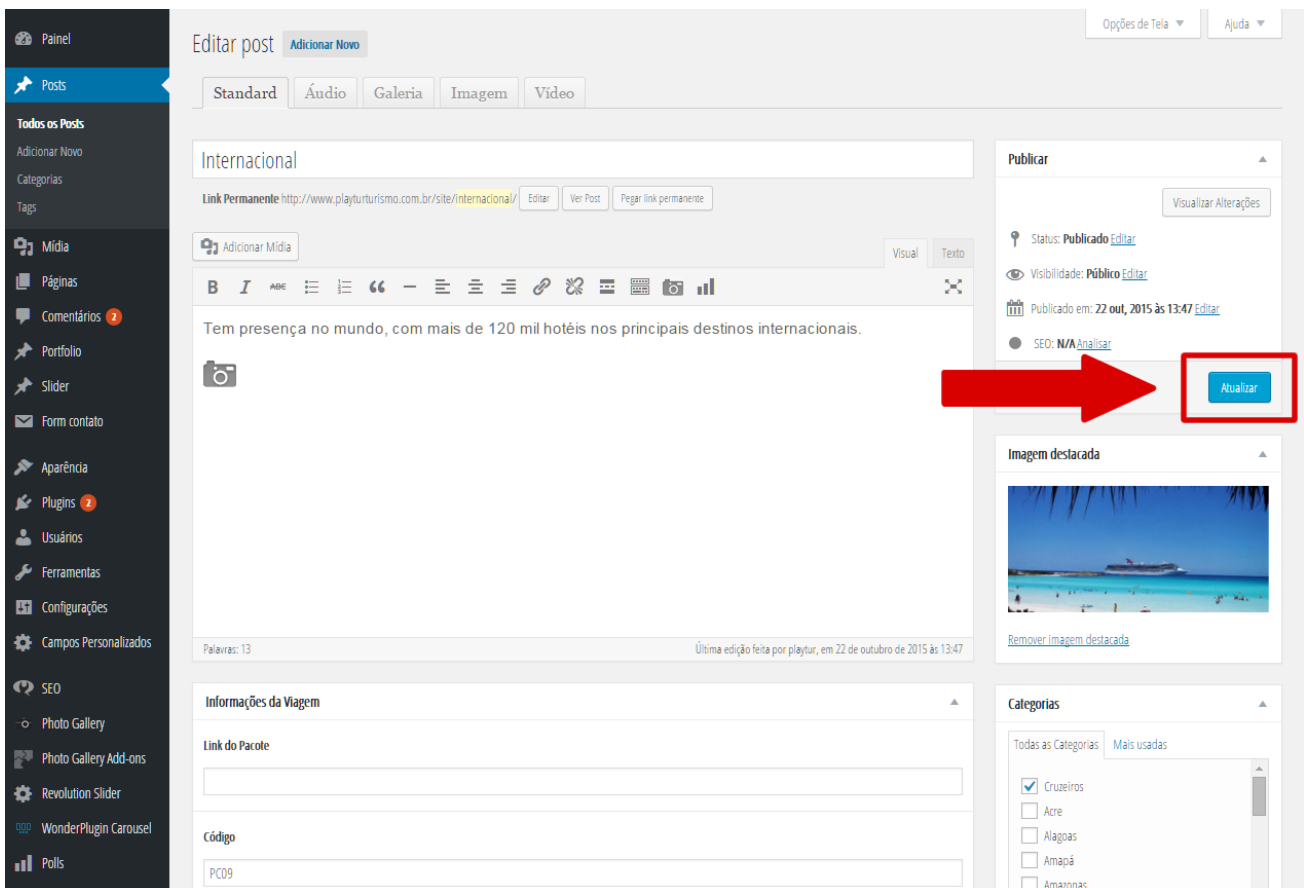 Painel
Posts
Todos os Posts
Adicionar Novo
Categorias
Tags
Mídia
Páginas
Comentários 2
Portfolio
Slider
Form contato
Aparência
Plugins 2
Usuários
Ferramentas
Configurações
Campos Personalizados
SEO
Photo Gallery
Photo Gallery Add-ons
Revolution Slider
WonderPlugin Carousel
Polls
Opções de Tela Ajuda
Editar post Adicionar Novo
Standard Áudio Galeria Imagem Vídeo
Internacional
Link Permanente http://www.playturturismo.com.br/site/internacional/ Editar Ver Post Pegar link permanente
Adicionar Mídia
Visual Texto
B I ABC
Tem presença no mundo, com mais de 120 mil hotéis nos principais destinos internacionais.
Palavras: 13 Última edição feita por playtur, em 22 de outubro de 2015 às 13:47
Informações da Viagem
Link do Pacote
Código
PC09
Publicar
Visualizar Alterações
Status: Publicado Editar
Visibilidade: Público Editar
Publicado em: 22 out, 2015 às 13:47 Editar
SEO: N/A Analisar
Atualizar
Imagem destacada
Remover imagem destacada
Categorias
Todas as Categorias Mais usadas
Cruzeiros
Acre
Alagoas
Amapá
Amazonas